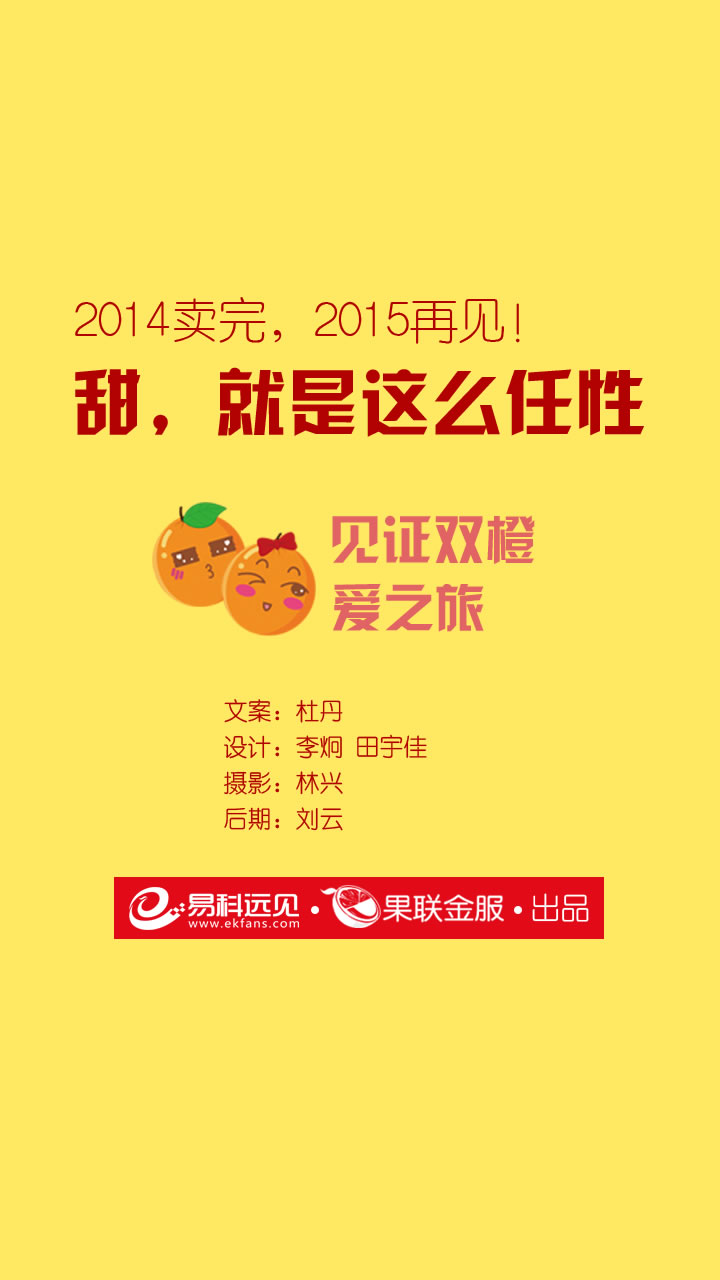 2014卖完，2015再见！
甜，就是这么任性
见证双橙
爱之旅
文案：杜丹
设计：李炯 田宇佳
摄影：林兴
后期：刘云
易科远见·果联金服·出品
www.ekfans.com